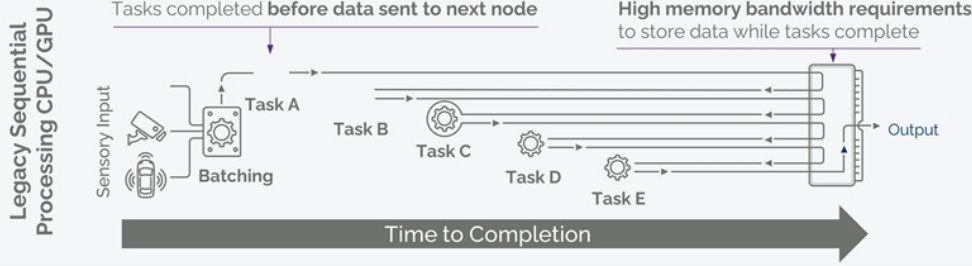 Legacy Sequential
Processing CPU/GPU
Tasks completed before data sent to next node
High memory bandwidth requirements
to store data while tasks complete
Sensory Input
Batching
Task A
Task B
Task C
Task D
Task E
Output
Time to Completion